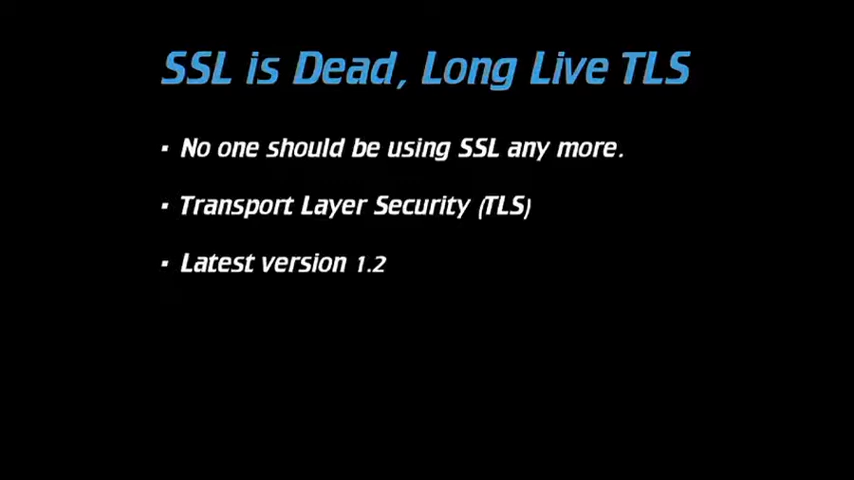 SSL is Dead, Long Live TLS
• No one should be using SSL any more.
• Transport Layer Security (TLS)
• Latest version 1.2